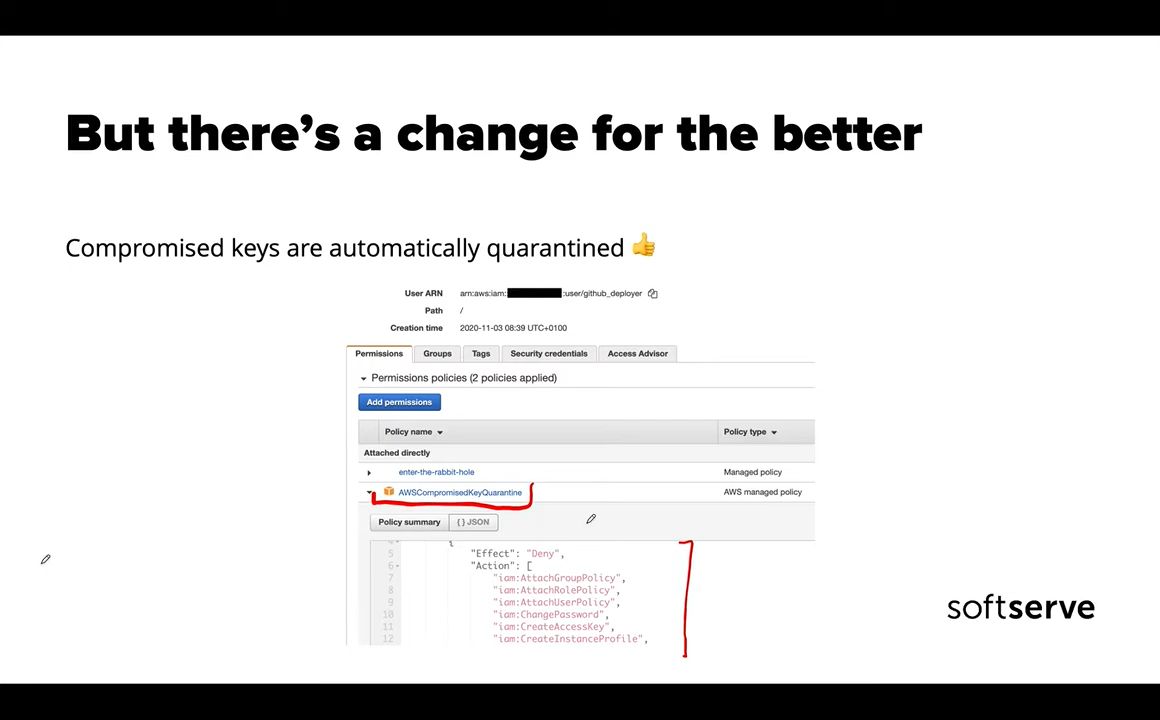 But there's a change for the better
Compromised keys are automatically quarantined 👍
User ARN arn:aws:iam: :user/github_deployer
Path /
Creation time 2020-11-03 08:39 UTC+0100
Permissions Groups Tags Security credentials Access Advisor
Permissions policies (2 policies applied)
Add permissions
Policy name Policy type
Attached directly
enter-the-rabbit-hole Managed policy
AWSCompromisedKeyQuarantine AWS managed policy
Policy summary { } JSON
{
5 "Effect": "Deny",
6 "Action": [
7 "iam:AttachGroupPolicy",
8 "iam:AttachRolePolicy",
9 "iam:AttachUserPolicy",
10 "iam:ChangePassword",
11 "iam:CreateAccessKey",
12 "iam:CreateInstanceProfile",
softserve